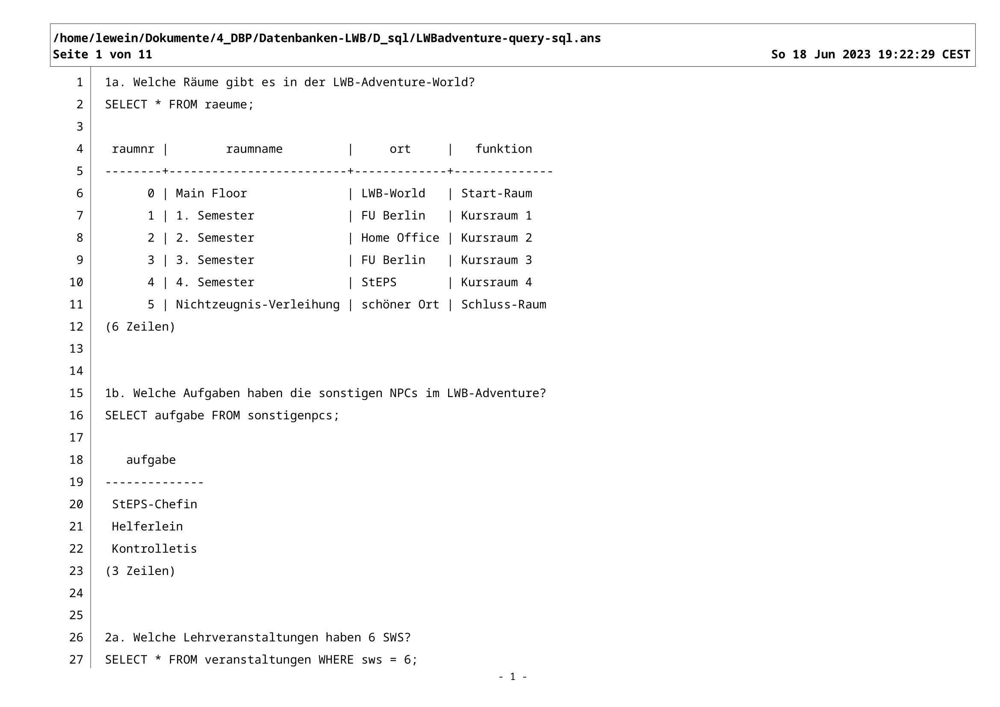 /home/lewein/Dokumente/4_DBP/Datenbanken-LWB/D_sql/LWBadventure-query-sql.ans
Seite 1 von 11 So 18 Jun 2023 19:22:29 CEST
1 1a. Welche Räume gibt es in der LWB-Adventure-World?
2 SELECT * FROM raeume;
3
4  raumnr |        raumname         |     ort     |   funktion
5 --------+-------------------------+-------------+--------------
6       0 | Main Floor              | LWB-World   | Start-Raum
7       1 | 1. Semester             | FU Berlin   | Kursraum 1
8       2 | 2. Semester             | Home Office | Kursraum 2
9       3 | 3. Semester             | FU Berlin   | Kursraum 3
10       4 | 4. Semester             | StEPS       | Kursraum 4
11       5 | Nichtzeugnis-Verleihung | schöner Ort | Schluss-Raum
12 (6 Zeilen)
13
14
15 1b. Welche Aufgaben haben die sonstigen NPCs im LWB-Adventure?
16 SELECT aufgabe FROM sonstigenpcs;
17
18    aufgabe
19 --------------
20  StEPS-Chefin
21  Helferlein
22  Kontrolletis
23 (3 Zeilen)
24
25
26 2a. Welche Lehrveranstaltungen haben 6 SWS?
27 SELECT * FROM veranstaltungen WHERE sws = 6;
- 1 -